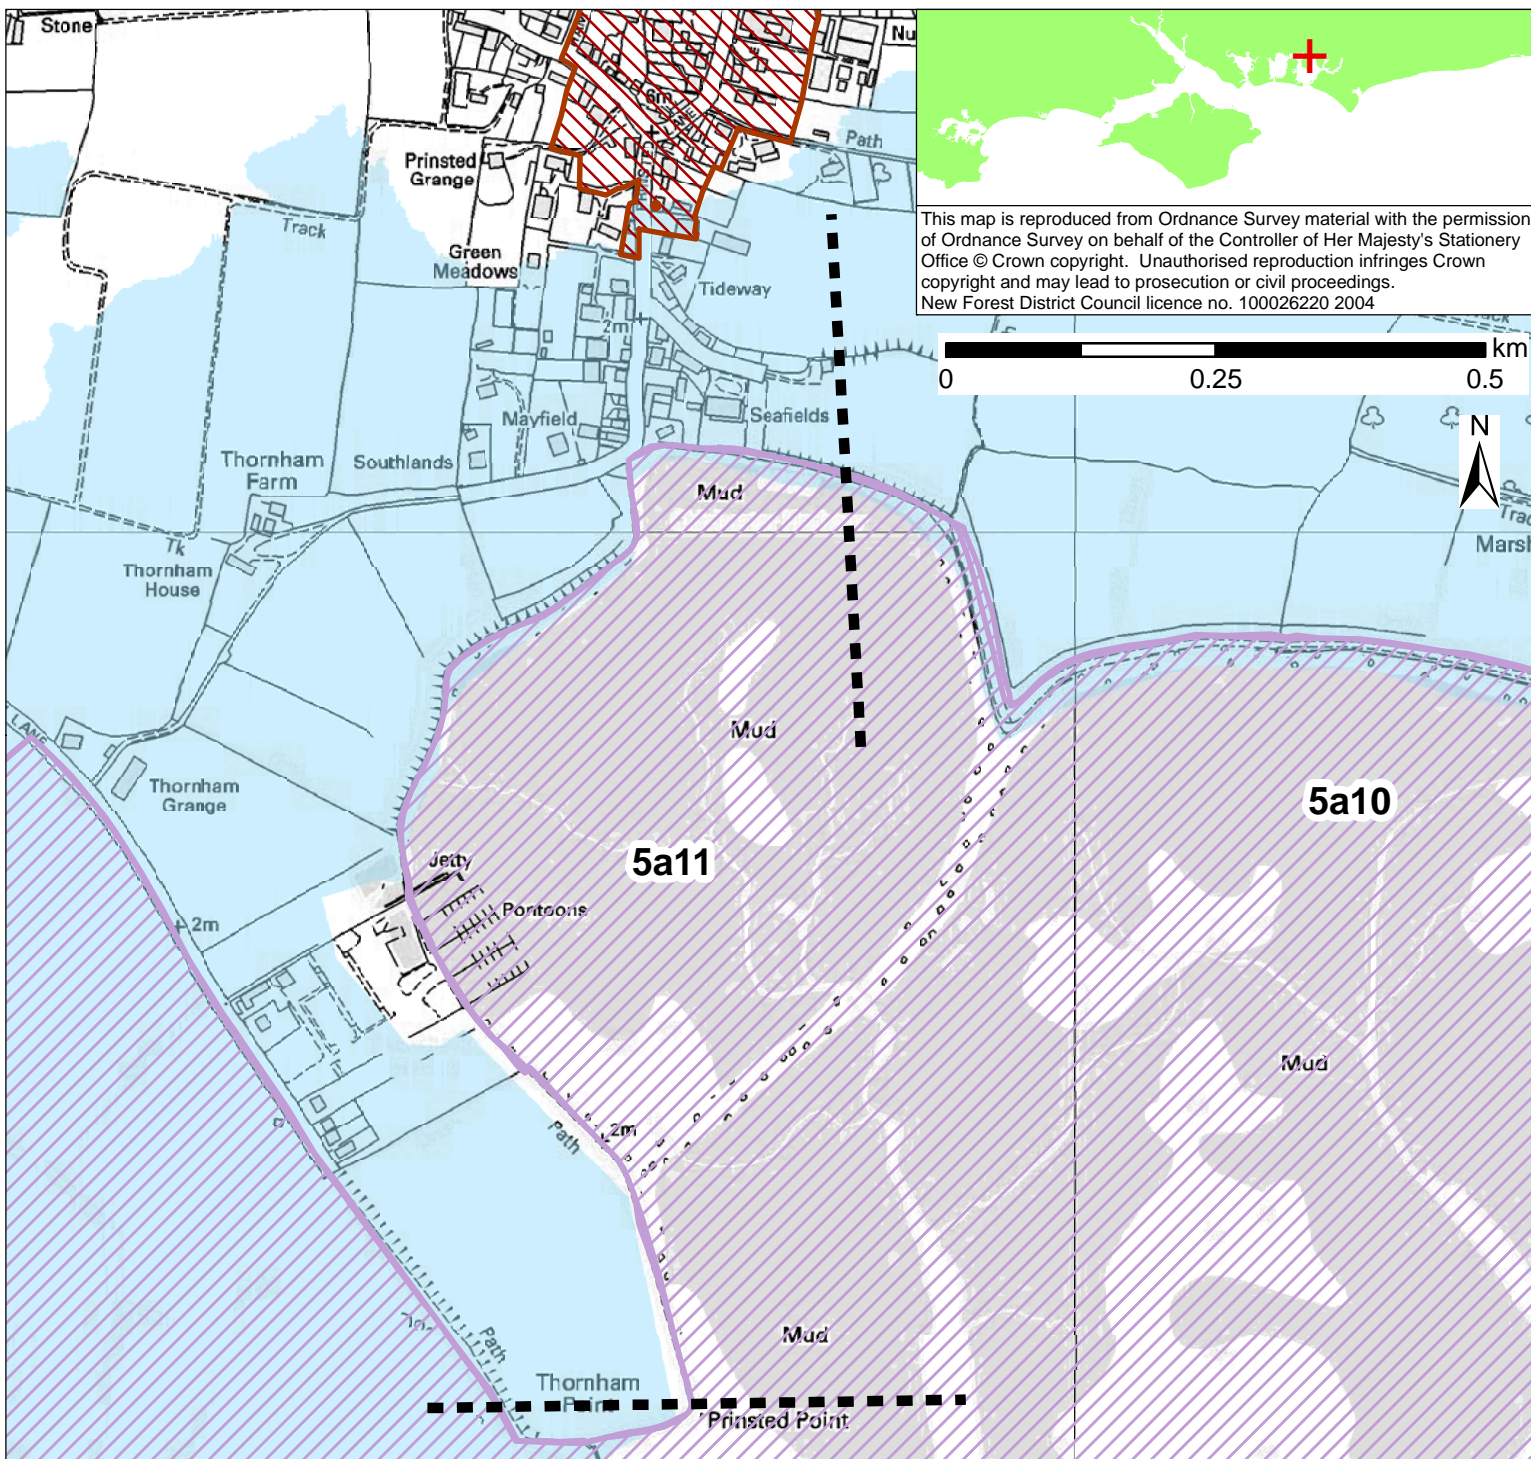 Stone
Nu
6m
Path
Prinsted
Grange
Track
Green
Meadows
Tideway
2m
This map is reproduced from Ordnance Survey material with the permission
of Ordnance Survey on behalf of the Controller of Her Majesty's Stationery
Office © Crown copyright. Unauthorised reproduction infringes Crown
copyright and may lead to prosecution or civil proceedings.
New Forest District Council licence no. 100026220 2004
km
0
0.25
0.5
N
Mayfield
Seafields
Thornham
Farm
Southlands
Mud
Tk
Thornham
House
Trac
Marsh
LANE
Mud
Thornham
Grange
5a10
5a11
Jetty
Pontoons
2m
Mud
Path
2m
Path
Mud
Thornham
Point
Prinsted Point